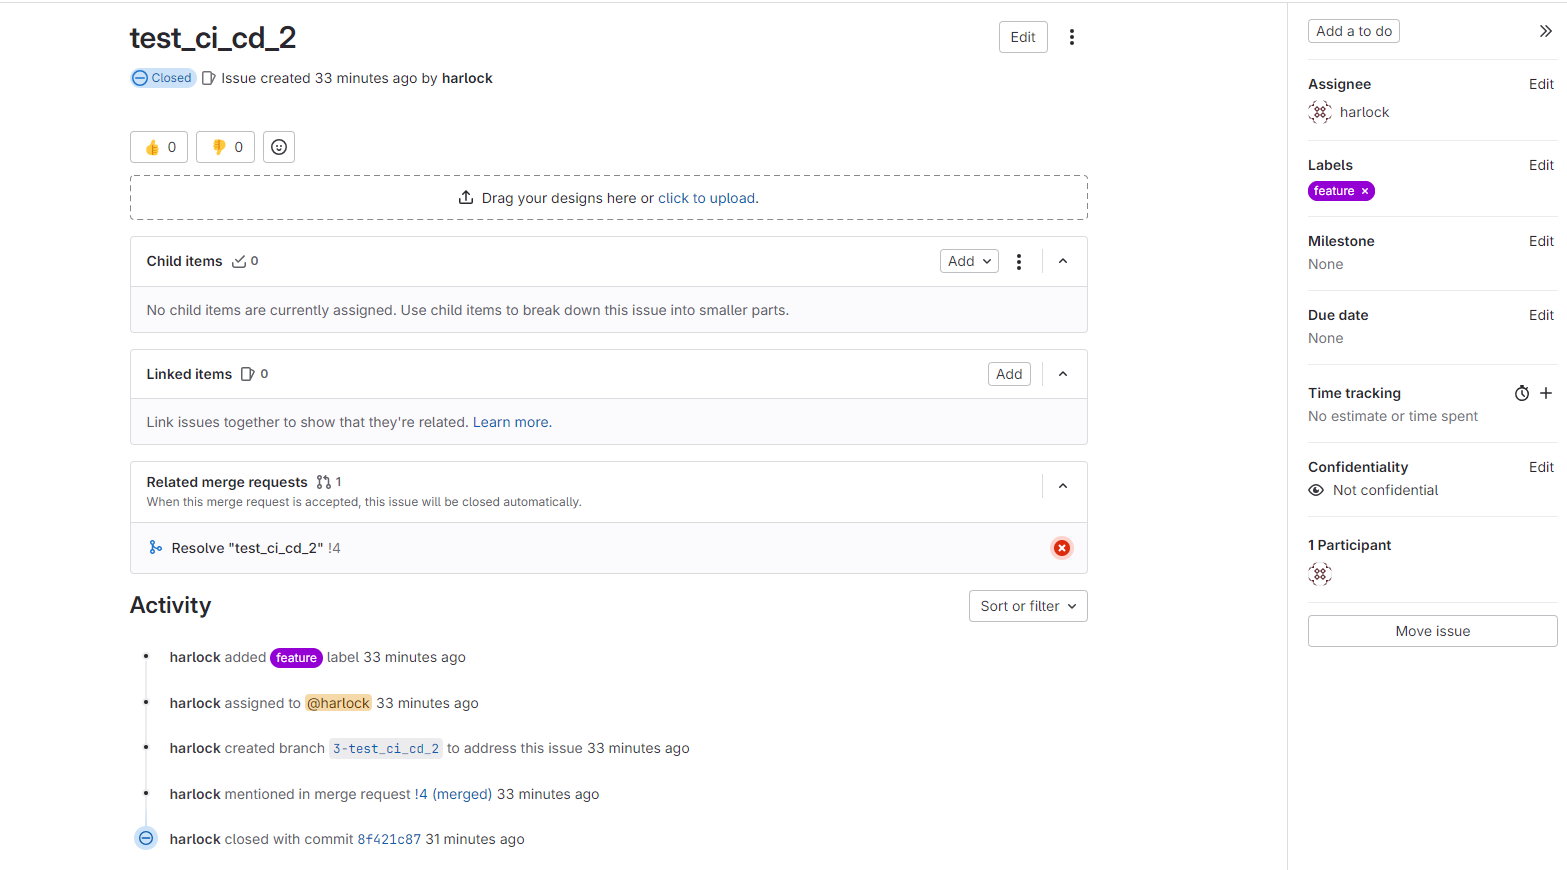 test_ci_cd_2
Edit
Closed Issue created 33 minutes ago by harlock
0 0
Drag your designs here or click to upload.
Child items 0 Add
No child items are currently assigned. Use child items to break down this issue into smaller parts.
Linked items 0 Add
Link issues together to show that they're related. Learn more.
Related merge requests 1
When this merge request is accepted, this issue will be closed automatically.
Resolve "test_ci_cd_2" !4
Activity
Sort or filter
harlock added feature label 33 minutes ago
harlock assigned to @harlock 33 minutes ago
harlock created branch 3-test_ci_cd_2 to address this issue 33 minutes ago
harlock mentioned in merge request !4 (merged) 33 minutes ago
harlock closed with commit 8f421c87 31 minutes ago
Add a to do
Assignee Edit
harlock
Labels Edit
feature ×
Milestone Edit
None
Due date Edit
None
Time tracking
No estimate or time spent
Confidentiality Edit
Not confidential
1 Participant
Move issue